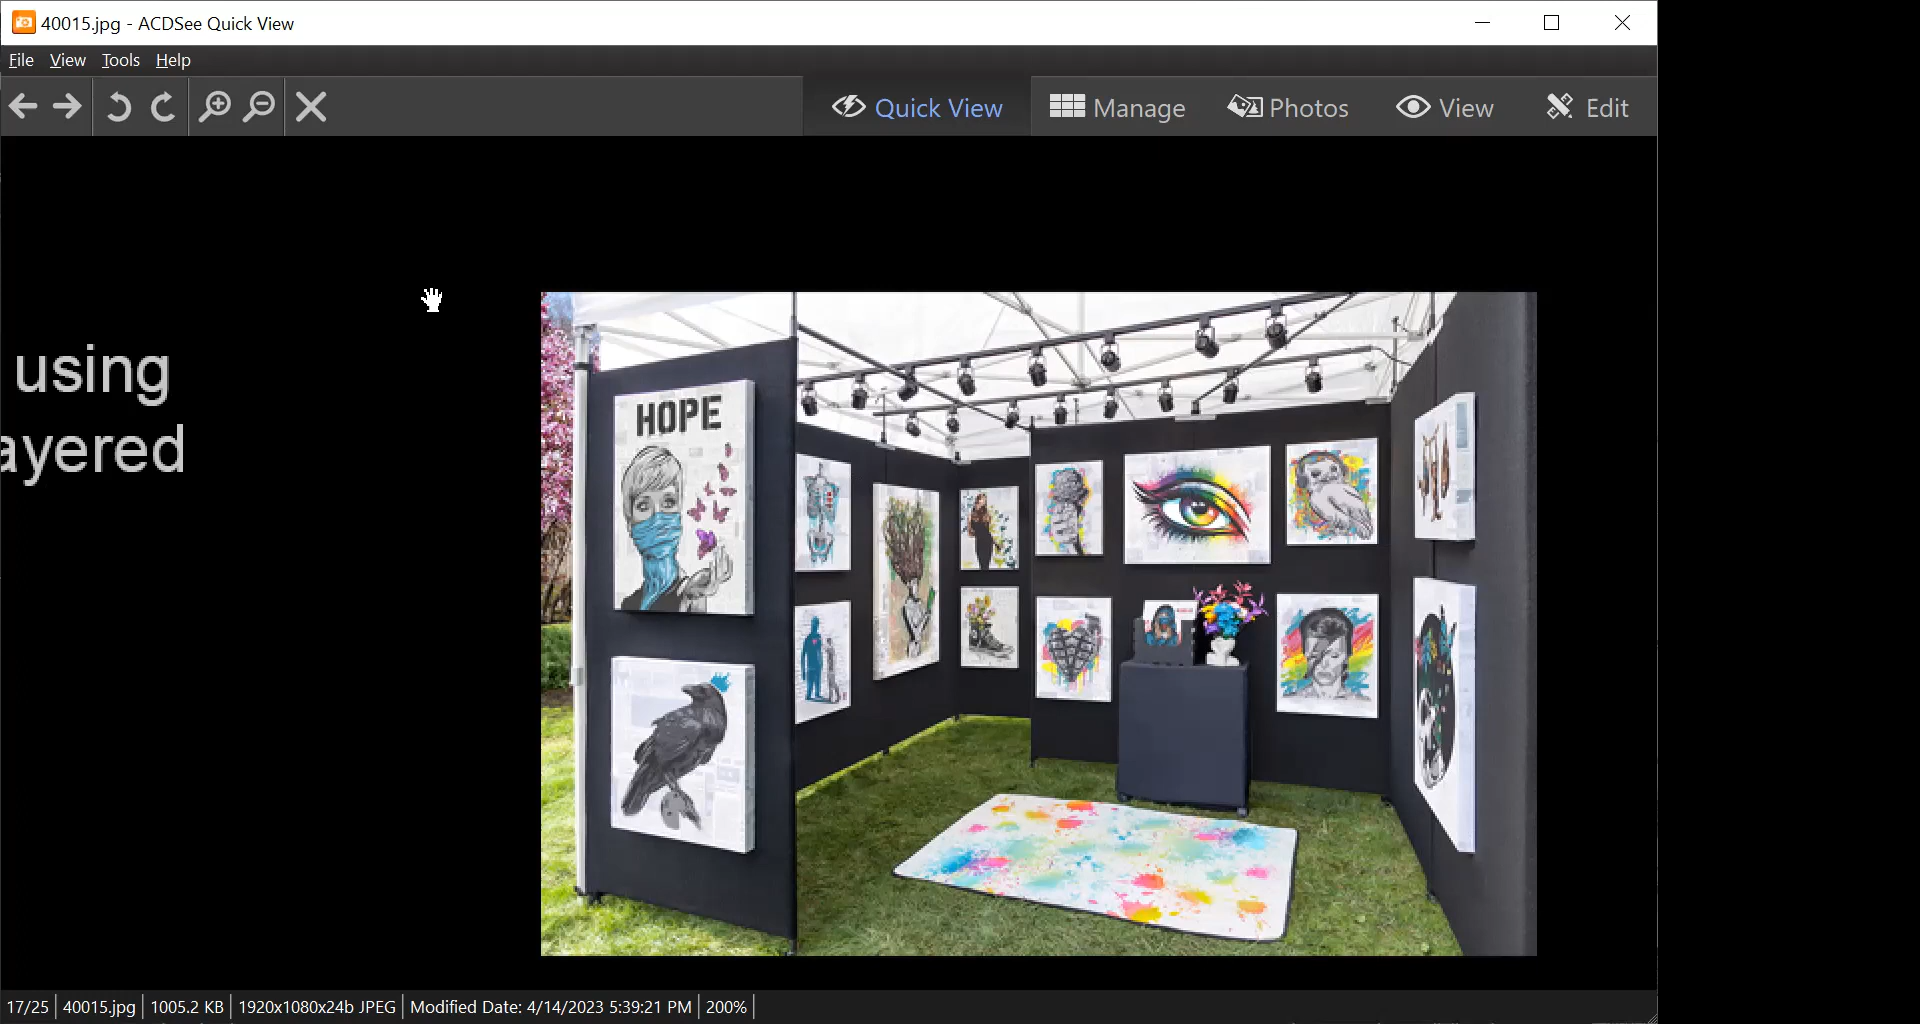 40015.jpg - ACDSee Quick View
File View Tools Help
Quick View Manage Photos View Edit
using
ayered
HOPE
17/25 40015.jpg 1005.2 KB 1920x1080x24b JPEG Modified Date: 4/14/2023 5:39:21 PM 200%